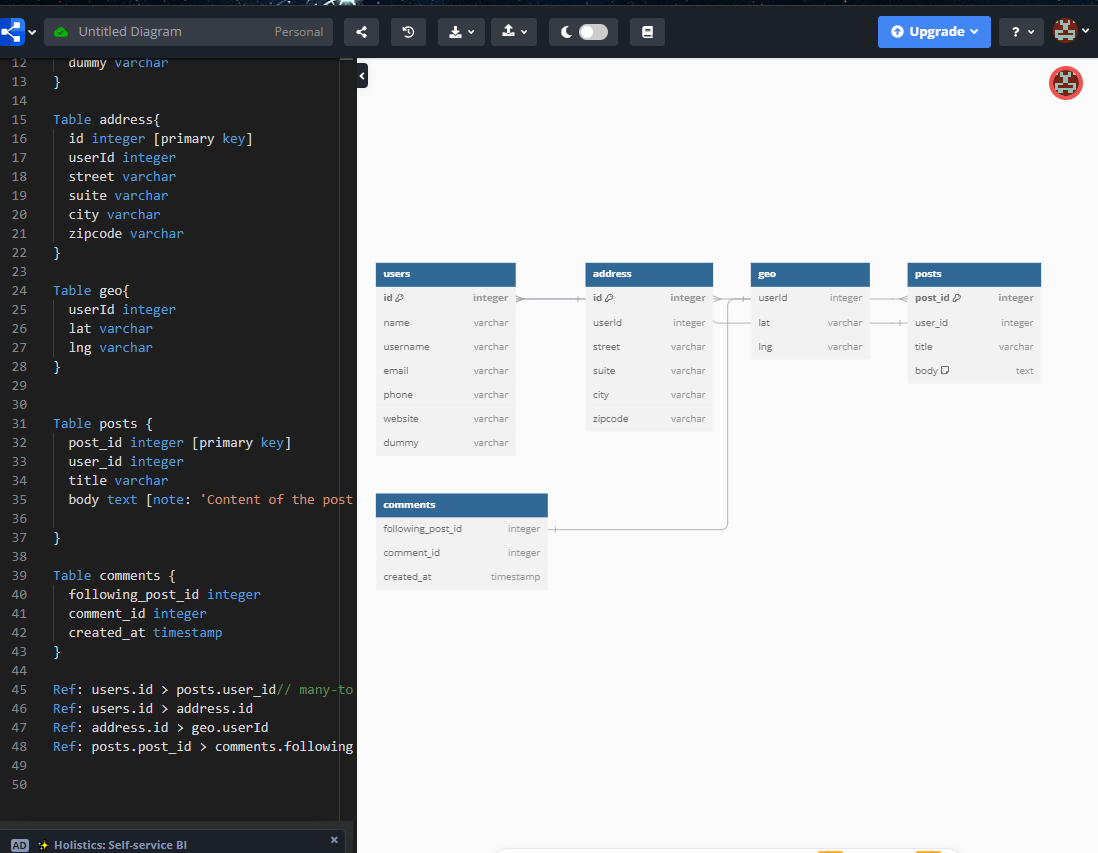 Untitled Diagram Personal
Upgrade
?
12 dummy varchar
13 }
14
15 Table address{
16 id integer [primary key]
17 userId integer
18 street varchar
19 suite varchar
20 city varchar
21 zipcode varchar
22 }
23
24 Table geo{
25 userId integer
26 lat varchar
27 lng varchar
28 }
29
30
31 Table posts {
32 post_id integer [primary key]
33 user_id integer
34 title varchar
35 body text [note: 'Content of the post
36
37 }
38
39 Table comments {
40 following_post_id integer
41 comment_id integer
42 created_at timestamp
43 }
44
45 Ref: users.id > posts.user_id// many-to
46 Ref: users.id > address.id
47 Ref: address.id > geo.userId
48 Ref: posts.post_id > comments.following
49
50
AD ✨ Holistics: Self-service BI ×
users
id integer
name varchar
username varchar
email varchar
phone varchar
website varchar
dummy varchar
address
id integer
userId integer
street varchar
suite varchar
city varchar
zipcode varchar
geo
userId integer
lat varchar
lng varchar
posts
post_id integer
user_id integer
title varchar
body text
comments
following_post_id integer
comment_id integer
created_at timestamp